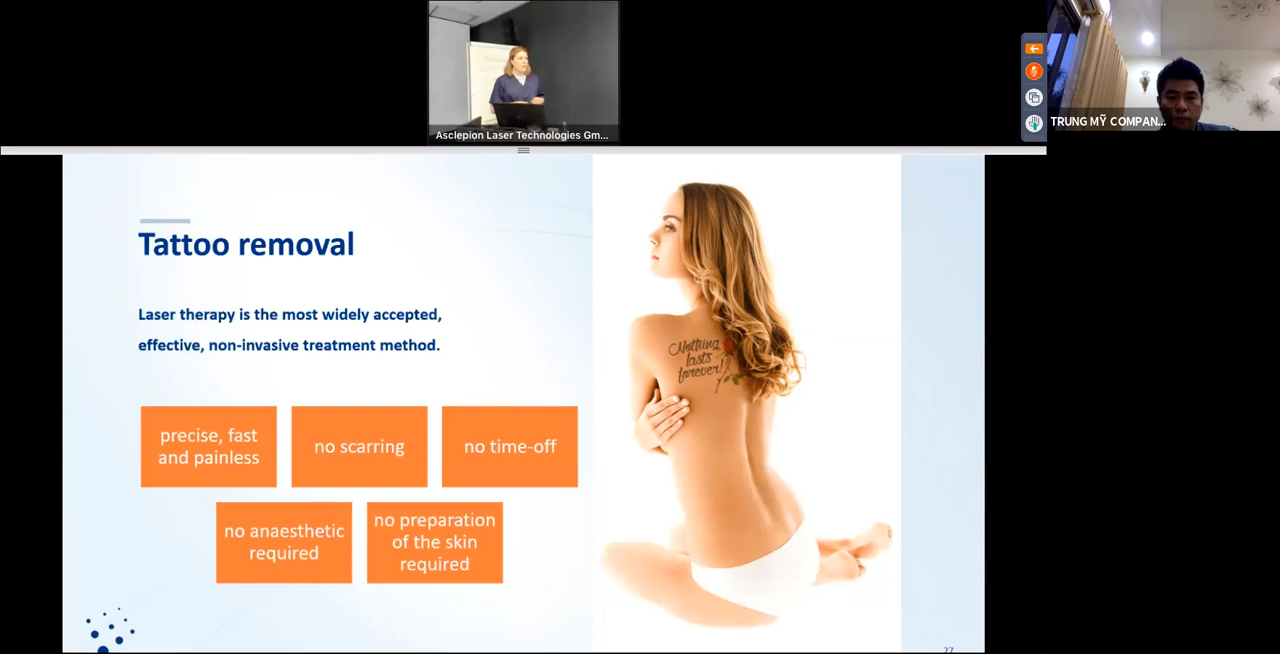 Asclepion Laser Technologies Gm...
TRUNG MỸ COMPAN...
Tattoo removal
Laser therapy is the most widely accepted,
effective, non-invasive treatment method.
precise, fast
and painless
no scarring
no time-off
no anaesthetic
required
no preparation
of the skin
required
Nothing
lasts
forever!
27